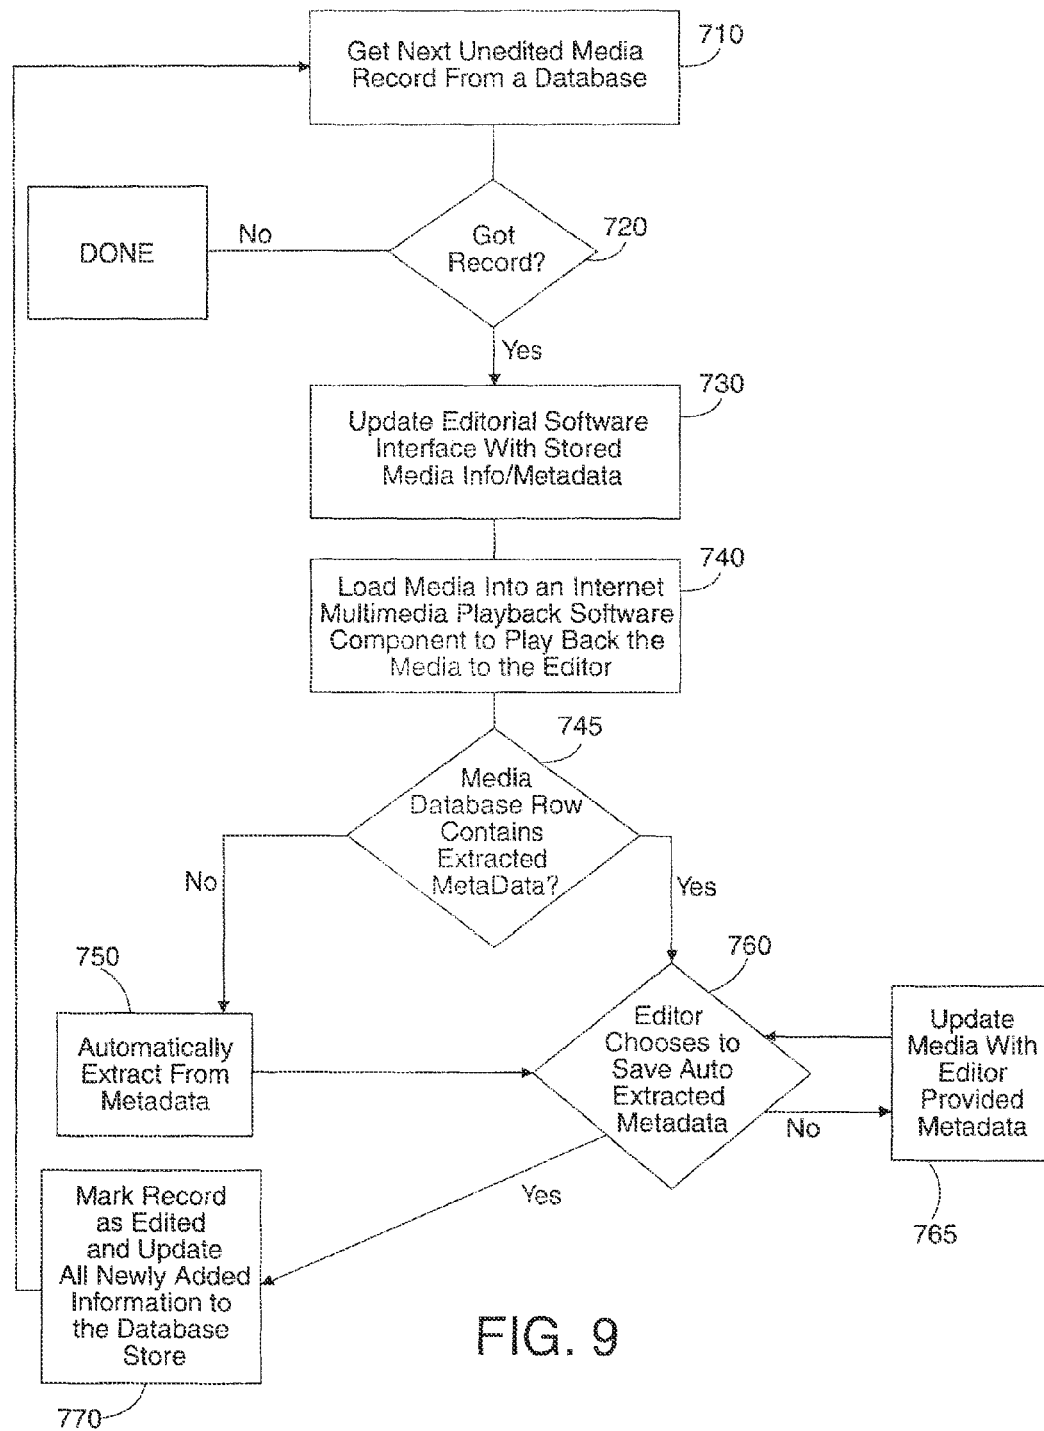 710
Get Next Unedited Media
Record From a Database
720
Got
Record?
No
DONE
Yes
730
Update Editorial Software
Interface With Stored
Media Info/Metadata
740
Load Media Into an Internet
Multimedia Playback Software
Component to Play Back the
Media to the Editor
745
Media
Database Row
Contains
Extracted
MetaData?
No
Yes
750
Automatically
Extract From
Metadata
760
Editor
Chooses to
Save Auto
Extracted
Metadata
No
Update
Media With
Editor
Provided
Metadata
765
Yes
Mark Record
as Edited
and Update
All Newly Added
Information to
the Database
Store
770
FIG. 9